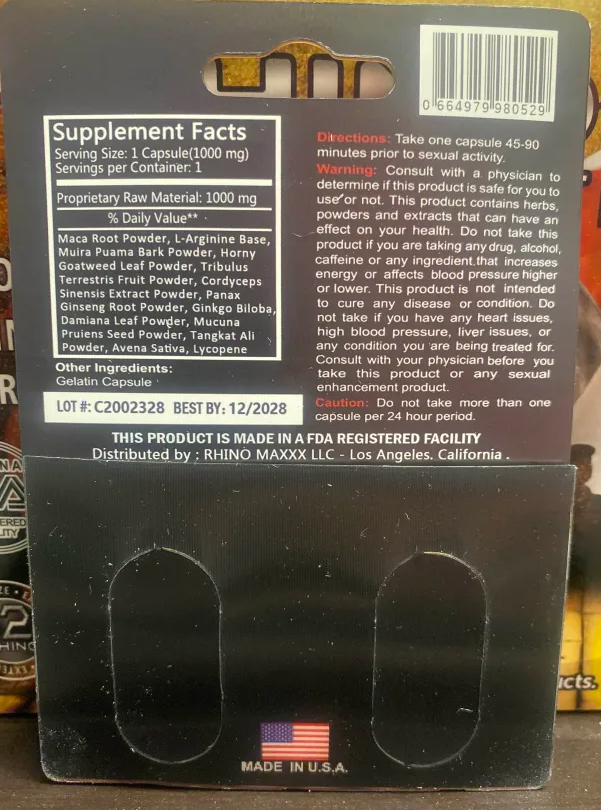 0 664979 980529
Supplement Facts
Serving Size: 1 Capsule(1000 mg)
Servings per Container: 1
Proprietary Raw Material: 1000 mg
% Daily Value**
Maca Root Powder, L-Arginine Base,
Muira Puama Bark Powder, Horny
Goatweed Leaf Powder, Tribulus
Terrestris Fruit Powder, Cordyceps
Sinensis Extract Powder, Panax
Ginseng Root Powder, Ginkgo Biloba,
Damiana Leaf Powder, Mucuna
Pruiens Seed Powder, Tangkat Ali
Powder, Avena Sativa, Lycopene
Other Ingredients:
Gelatin Capsule
LOT #: C2002328 BEST BY: 12/2028
Directions: Take one capsule 45-90
minutes prior to sexual activity.
Warning: Consult with a physician to
determine if this product is safe for you to
use or not. This product contains herbs,
powders and extracts that can have an
effect on your health. Do not take this
product if you are taking any drug, alcohol,
caffeine or any ingredient.that increases
energy or affects blood pressure higher
or lower. This product is not intended
to cure any disease or condition. Do
not take if you have any heart issues,
high blood pressure, liver issues, or
any condition you are being treated for.
Consult with your physician before you
take this product or any sexual
enhancement product.
Caution: Do not take more than one
capsule per 24 hour period.
THIS PRODUCT IS MADE IN A FDA REGISTERED FACILITY
Distributed by : RHINO MAXXX LLC - Los Angeles. California .
MADE IN U.S.A.